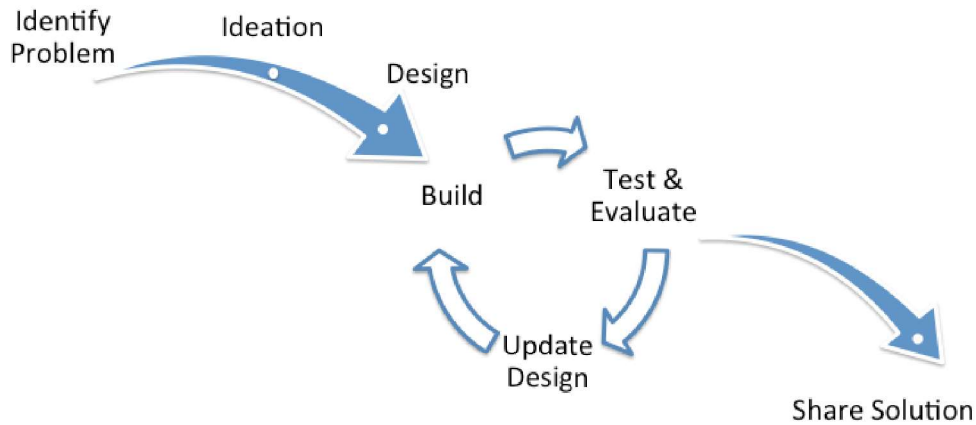 Identify
Problem
Ideation
Design
Build
Test &
Evaluate
Update
Design
Share Solution